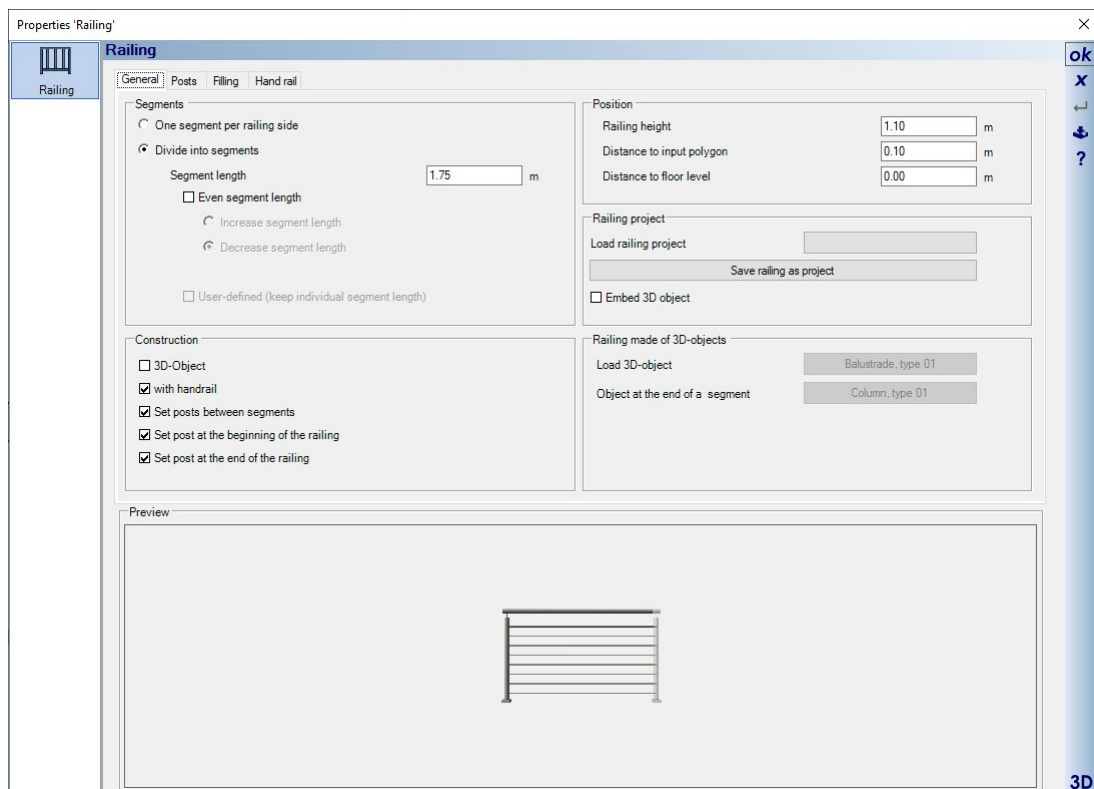 Properties 'Railing'
Railing
Railing
ok
x
?
General Posts Filling Hand rail
Segments
One segment per railing side
Divide into segments
Segment length 1.75 m
Even segment length
Increase segment length
Decrease segment length
User-defined (keep individual segment length)
Position
Railing height 1.10 m
Distance to input polygon 0.10 m
Distance to floor level 0.00 m
Railing project
Load railing project
Save railing as project
Embed 3D object
Construction
3D-Object
with handrail
Set posts between segments
Set post at the beginning of the railing
Set post at the end of the railing
Railing made of 3D-objects
Load 3D-object Balustrade, type 01
Object at the end of a segment Column, type 01
Preview
3D